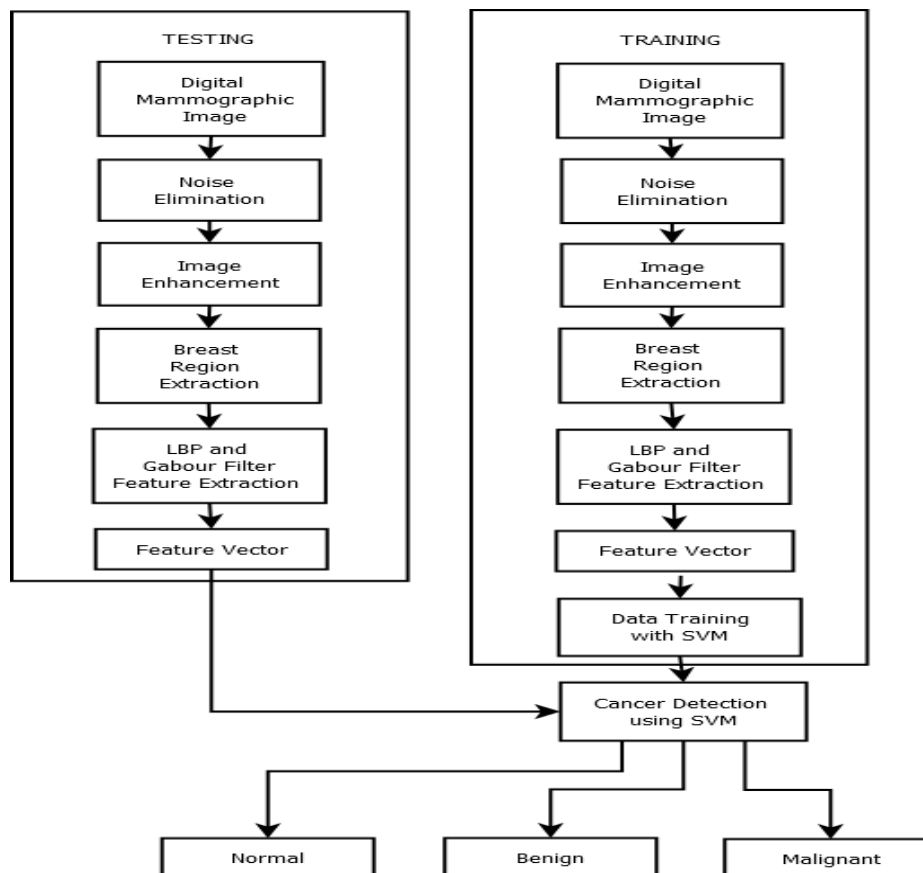 TESTING
Digital
Mammographic
Image
Noise
Elimination
Image
Enhancement
Breast
Region
Extraction
LBP and
Gabour Filter
Feature Extraction
Feature Vector
TRAINING
Digital
Mammographic
Image
Noise
Elimination
Image
Enhancement
Breast
Region
Extraction
LBP and
Gabour Filter
Feature Extraction
Feature Vector
Data Training
with SVM
Cancer Detection
using SVM
Normal
Benign
Malignant